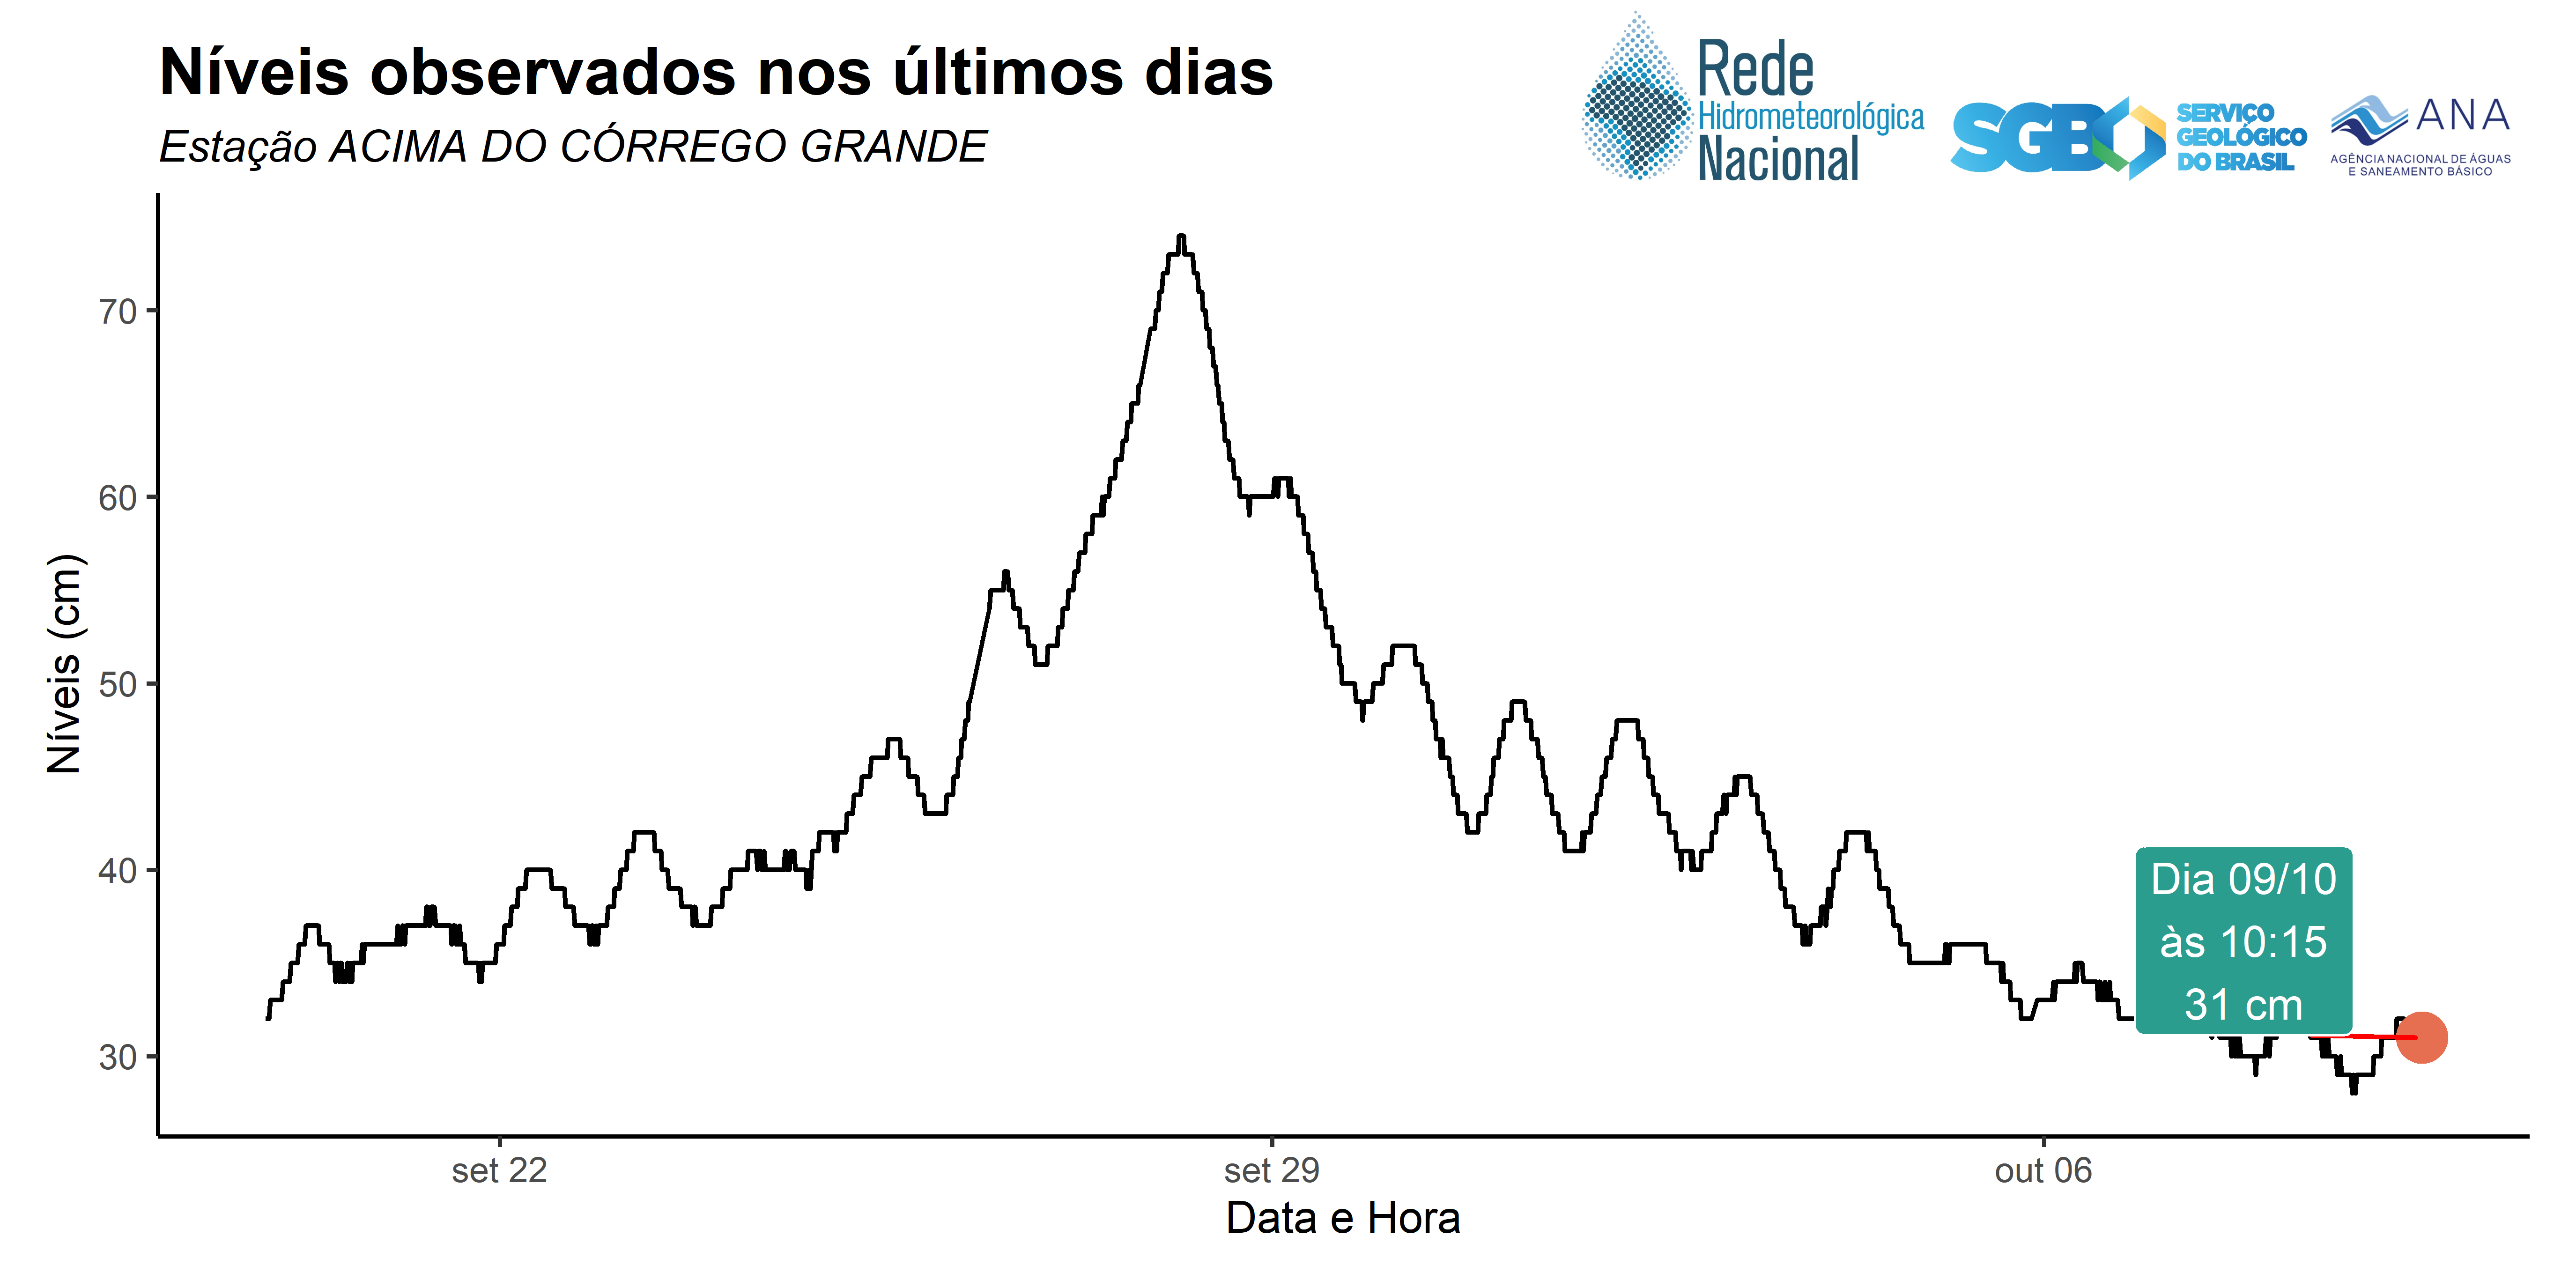 Níveis observados nos últimos dias
Estação ACIMA DO CÓRREGO GRANDE
Rede
Hidrometeorológica
Nacional
SGB
SERVIÇO
GEOLÓGICO
DO BRASIL
ANA
AGÊNCIA NACIONAL DE ÁGUAS
E SANEAMENTO BÁSICO
Níveis (cm)
70
60
50
40
30
Dia 09/10
às 10:15
31 cm
set 22
set 29
out 06
Data e Hora